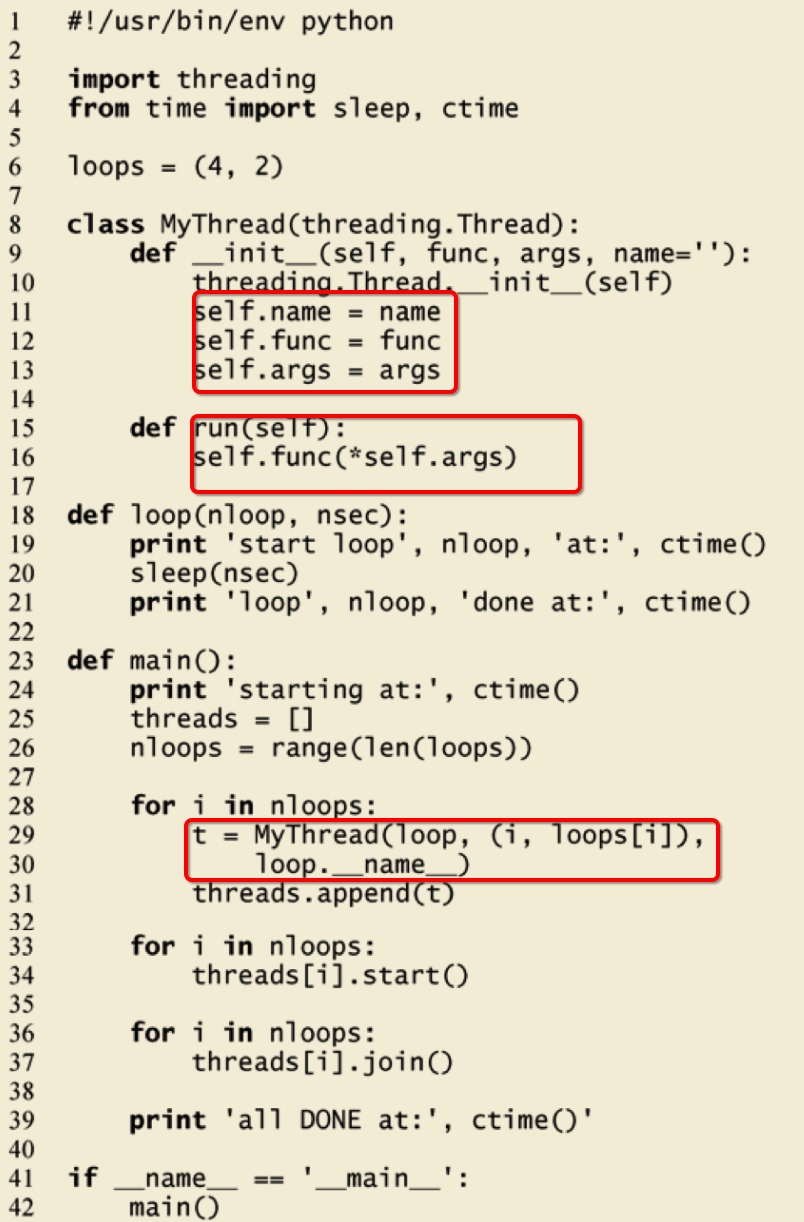 1 #!/usr/bin/env python
2
3 import threading
4 from time import sleep, ctime
5
6 loops = (4, 2)
7
8 class MyThread(threading.Thread):
9     def __init__(self, func, args, name=''):
10         threading.Thread.__init__(self)
11         self.name = name
12         self.func = func
13         self.args = args
14
15     def run(self):
16         self.func(*self.args)
17
18 def loop(nloop, nsec):
19     print 'start loop', nloop, 'at:', ctime()
20     sleep(nsec)
21     print 'loop', nloop, 'done at:', ctime()
22
23 def main():
24     print 'starting at:', ctime()
25     threads = []
26     nloops = range(len(loops))
27
28     for i in nloops:
29         t = MyThread(loop, (i, loops[i]),
30             loop.__name__)
31         threads.append(t)
32
33     for i in nloops:
34         threads[i].start()
35
36     for i in nloops:
37         threads[i].join()
38
39     print 'all DONE at:', ctime()'
40
41 if __name__ == '__main__':
42     main()